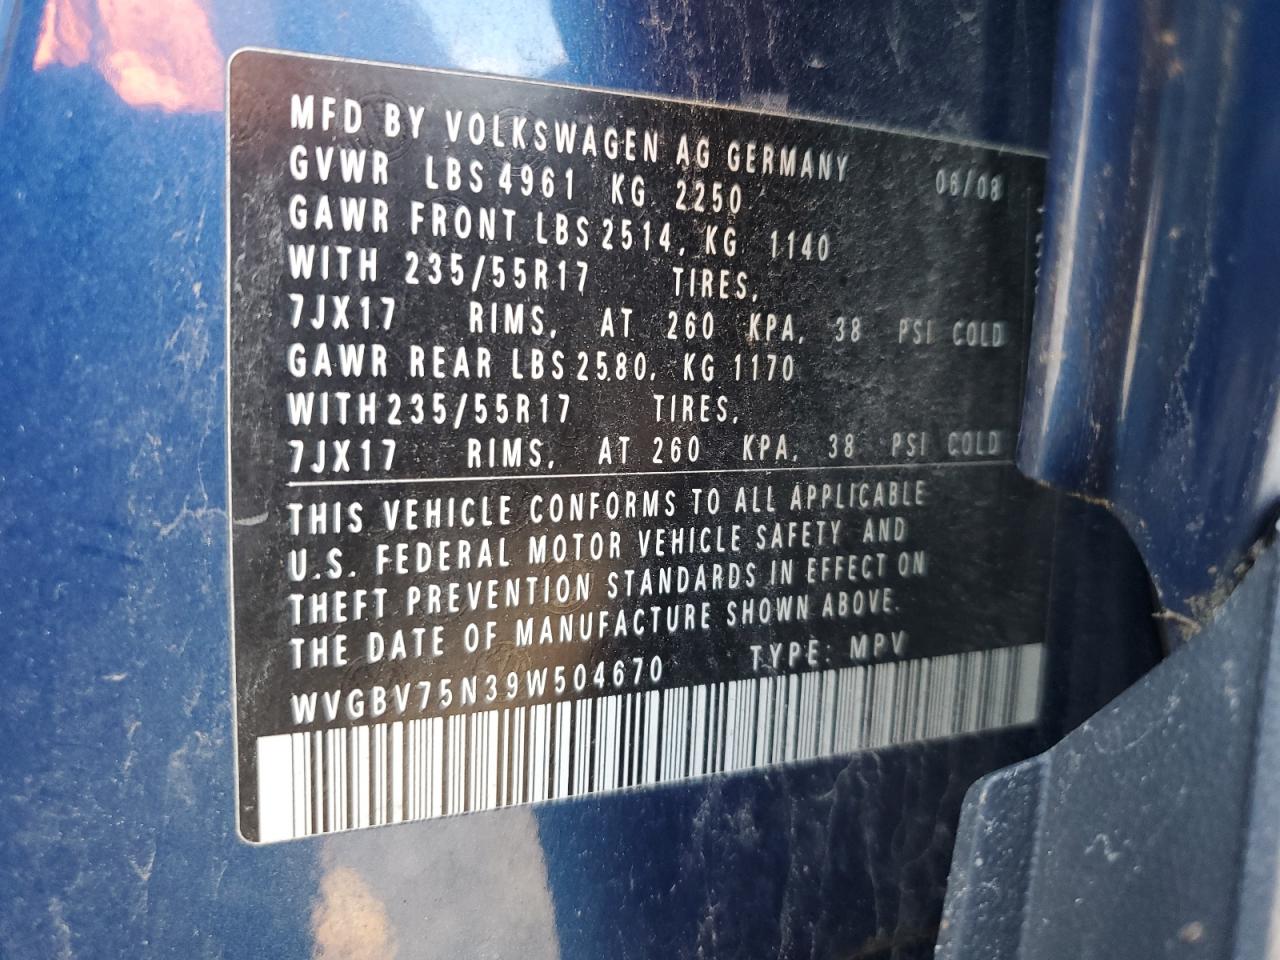 MFD BY VOLKSWAGEN AG GERMANY 06/08
GVWR LBS 4961 KG 2250
GAWR FRONT LBS 2514, KG 1140
WITH 235/55R17 TIRES,
7JX17 RIMS, AT 260 KPA, 38 PSI COLD
GAWR REAR LBS 2580, KG 1170
WITH 235/55R17 TIRES,
7JX17 RIMS, AT 260 KPA, 38 PSI COLD
THIS VEHICLE CONFORMS TO ALL APPLICABLE
U.S. FEDERAL MOTOR VEHICLE SAFETY AND
THEFT PREVENTION STANDARDS IN EFFECT ON
THE DATE OF MANUFACTURE SHOWN ABOVE.
WVGBV75N39W504670 TYPE: MPV